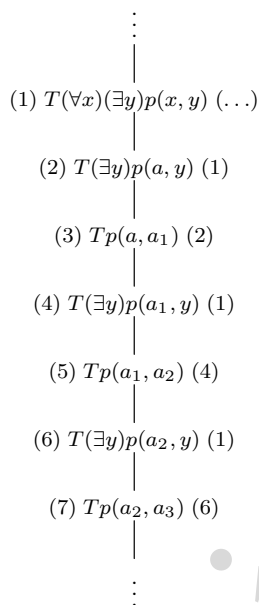 ⋮
(1) T(∀x)(∃y)p(x, y) (. . .)
(2) T(∃y)p(a, y) (1)
(3) Tp(a, a₁) (2)
(4) T(∃y)p(a₁, y) (1)
(5) Tp(a₁, a₂) (4)
(6) T(∃y)p(a₂, y) (1)
(7) Tp(a₂, a₃) (6)
⋮